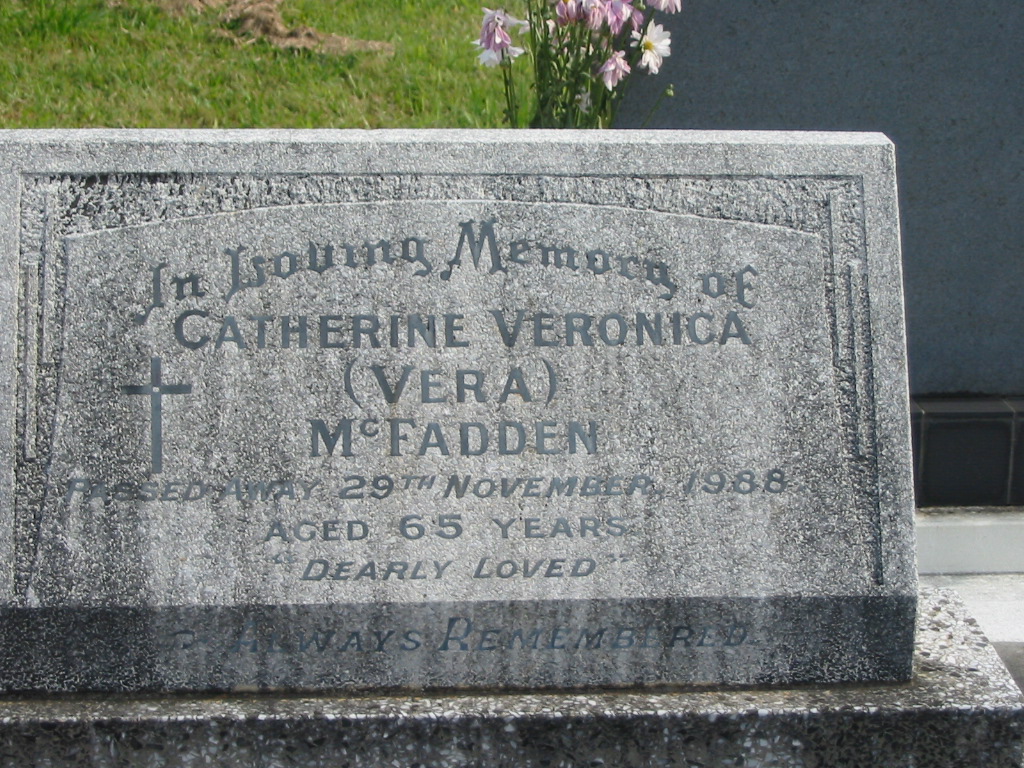 In Loving Memory of
CATHERINE VERONICA
(VERA)
McFADDEN
PASSED AWAY 29TH NOVEMBER, 1988
AGED 65 YEARS
"DEARLY LOVED"
ALWAYS REMEMBERED.